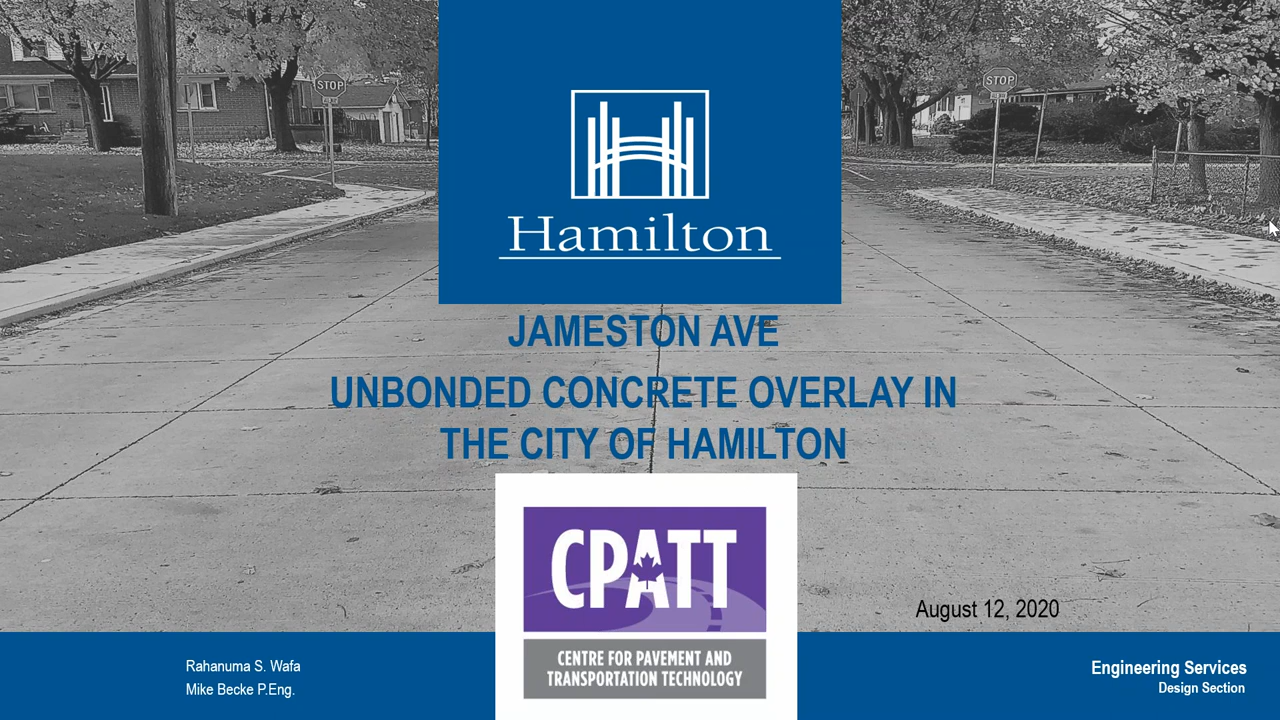 STOP
STOP
Hamilton
JAMESTON AVE
UNBONDED CONCRETE OVERLAY IN
THE CITY OF HAMILTON
CPATT
CENTRE FOR PAVEMENT AND
TRANSPORTATION TECHNOLOGY
August 12, 2020
Rahanuma S. Wafa
Mike Becke P.Eng.
Engineering Services
Design Section